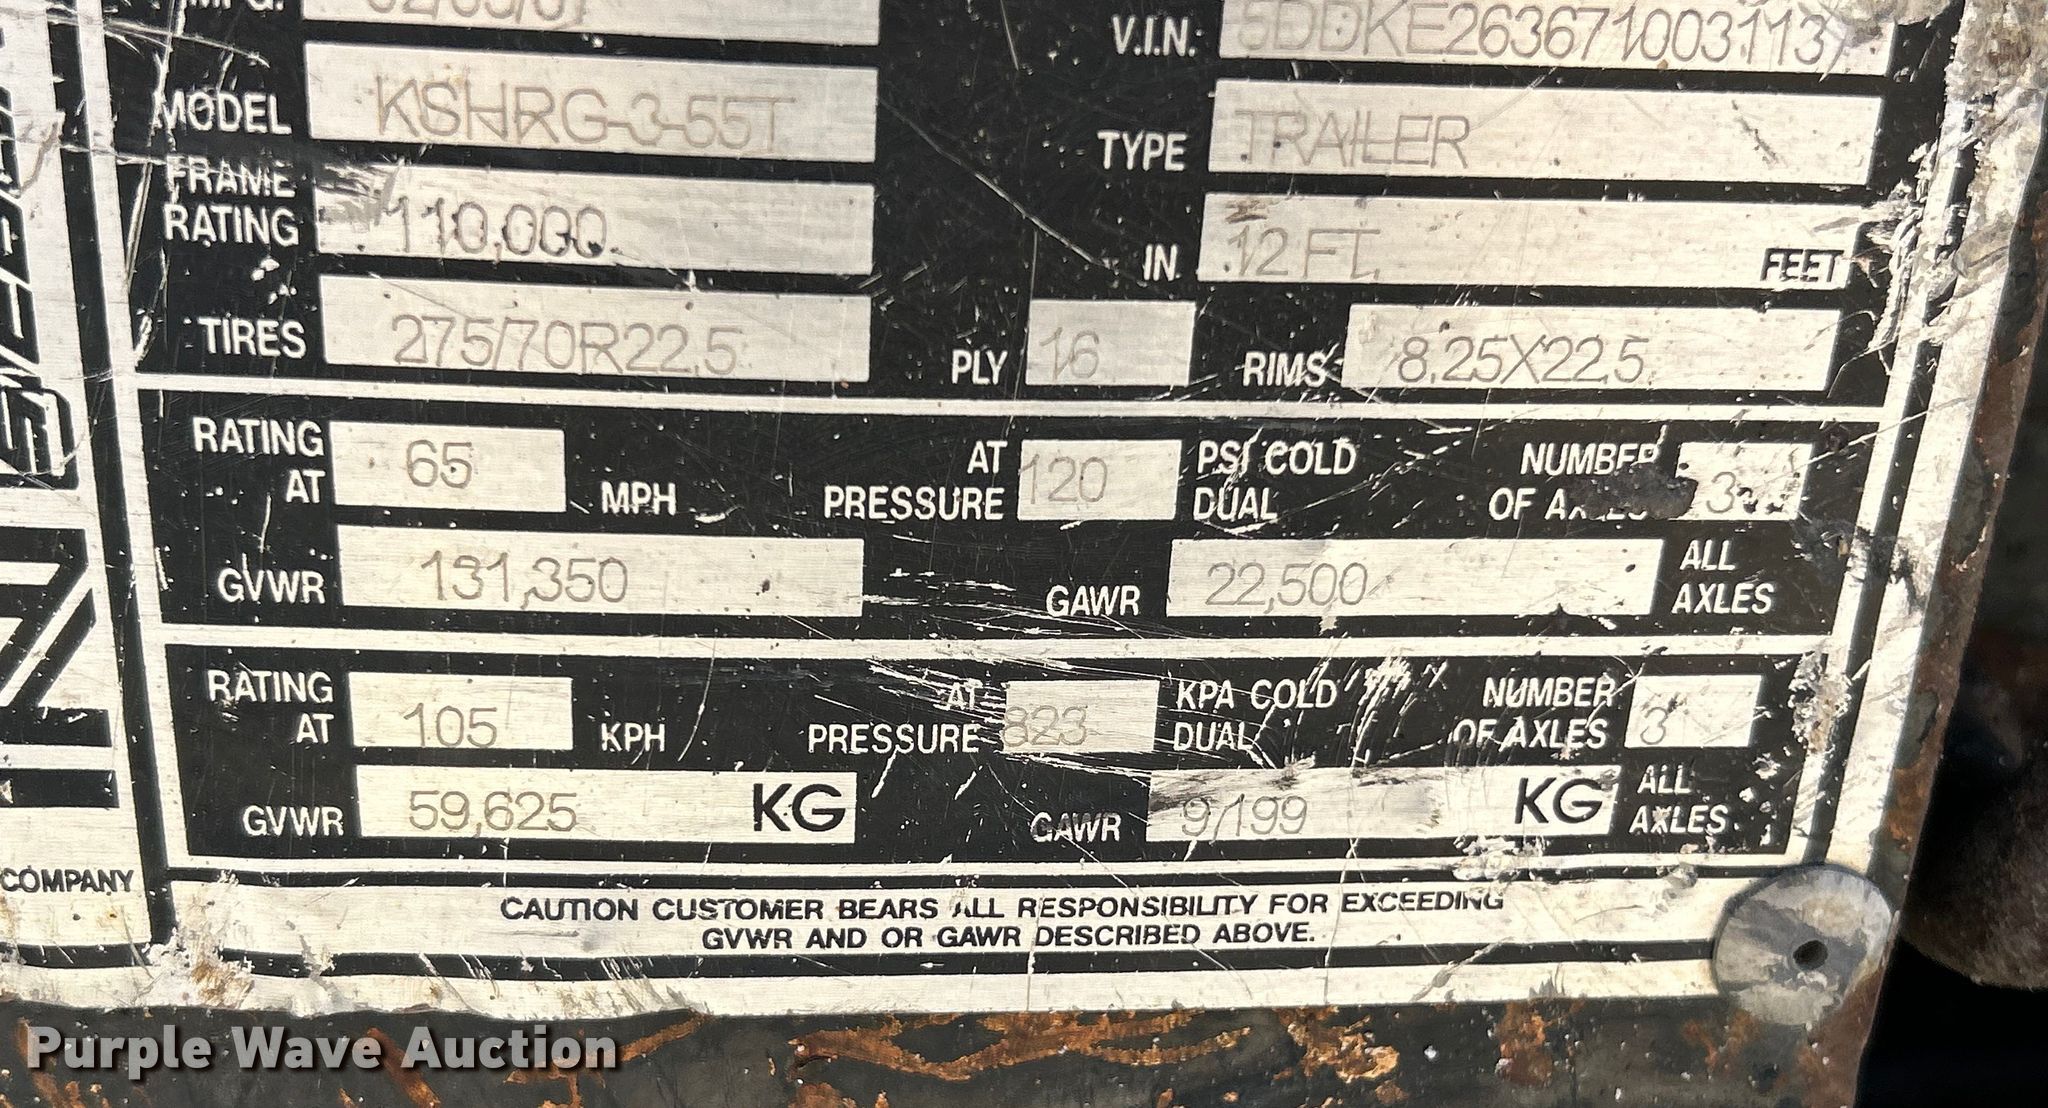 V.I.N. 5DDKE263671003113
MODEL KSHRG-3-55T
TYPE TRAILER
FRAME RATING 110,000
IN 12 FT. FEET
TIRES 275/70R22.5 PLY 16 RIMS 8.25X22.5
RATING AT 65 MPH AT PRESSURE 120 PSI COLD DUAL NUMBER OF AXLES 3
GVWR 131,350 GAWR 22,500 ALL AXLES
RATING AT 105 KPH AT PRESSURE 823 KPA COLD DUAL NUMBER OF AXLES 3
GVWR 59,625 KG GAWR 9,199 KG ALL AXLES
COMPANY
CAUTION CUSTOMER BEARS ALL RESPONSIBILITY FOR EXCEEDING
GVWR AND OR GAWR DESCRIBED ABOVE.
Purple Wave Auction